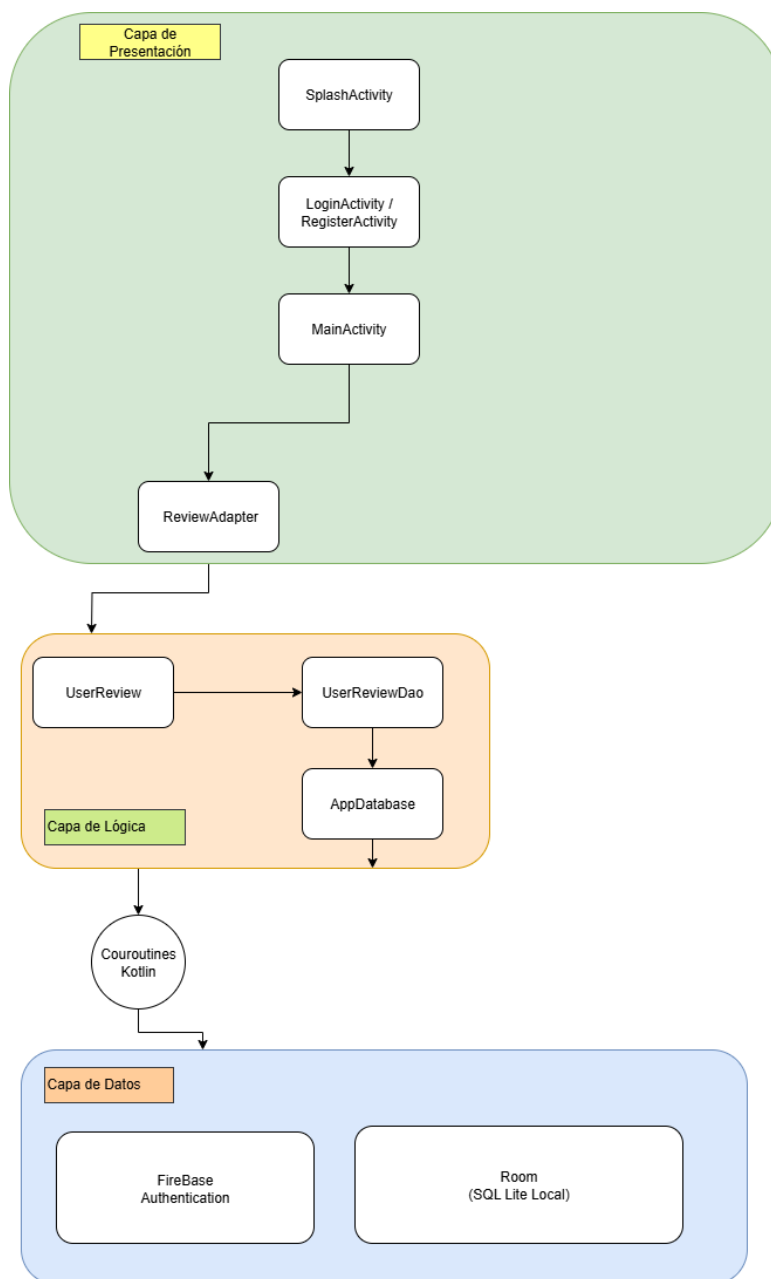 Capa de
Presentación
SplashActivity
LoginActivity /
RegisterActivity
MainActivity
ReviewAdapter
UserReview
UserReviewDao
AppDatabase
Capa de Lógica
Couroutines
Kotlin
Capa de Datos
FireBase
Authentication
Room
(SQL Lite Local)